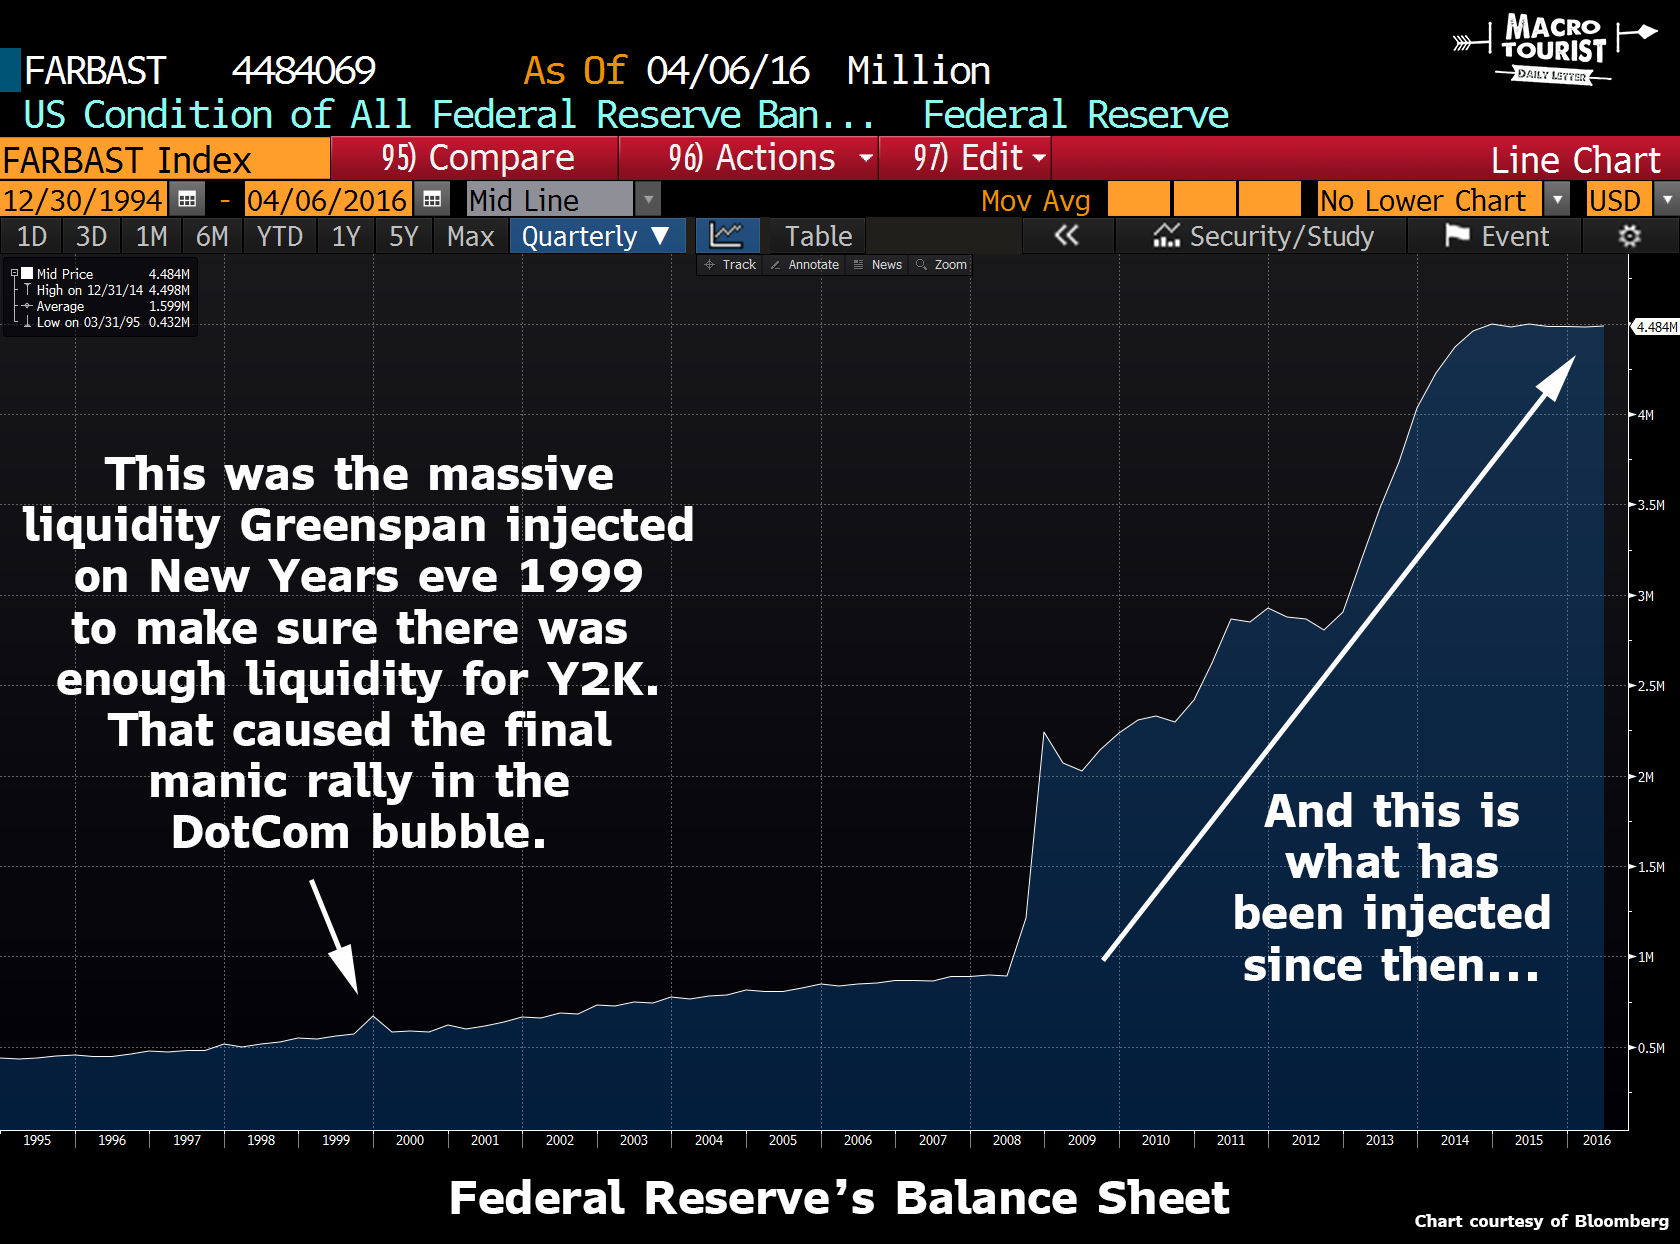 MACRO
TOURIST
DAILY LETTER
FARBAST 4484069 As Of 04/06/16 Million
US Condition of All Federal Reserve Ban... Federal Reserve
FARBAST Index 95) Compare 96) Actions 97) Edit Line Chart
12/30/1994 - 04/06/2016 Mid Line Mov Avg No Lower Chart USD
1D 3D 1M 6M YTD 1Y 5Y Max Quarterly ▼ Table « Security/Study Event
Track Annotate News Zoom
Mid Price 4.484M
High on 12/31/14 4.498M
Average 1.599M
Low on 03/31/95 0.432M
4.484M
4M
3.5M
3M
2.5M
2M
1.5M
1M
0.5M
This was the massive
liquidity Greenspan injected
on New Years eve 1999
to make sure there was
enough liquidity for Y2K.
That caused the final
manic rally in the
DotCom bubble.
And this is
what has
been injected
since then...
1995 1996 1997 1998 1999 2000 2001 2002 2003 2004 2005 2006 2007 2008 2009 2010 2011 2012 2013 2014 2015 2016
Federal Reserve's Balance Sheet
Chart courtesy of Bloomberg